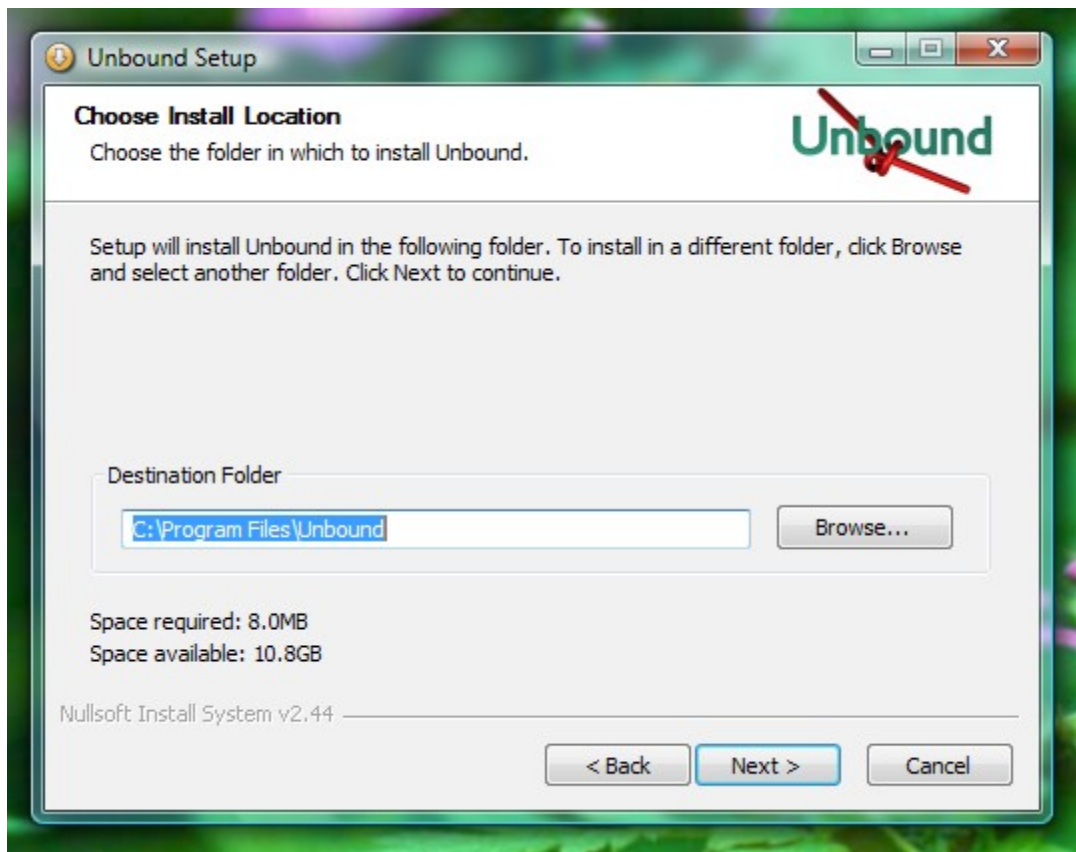 Unbound Setup
Choose Install Location
Choose the folder in which to install Unbound.
Unbound
Setup will install Unbound in the following folder. To install in a different folder, click Browse
and select another folder. Click Next to continue.
Destination Folder
C:\Program Files\Unbound
Browse...
Space required: 8.0MB
Space available: 10.8GB
Nullsoft Install System v2.44
< Back
Next >
Cancel